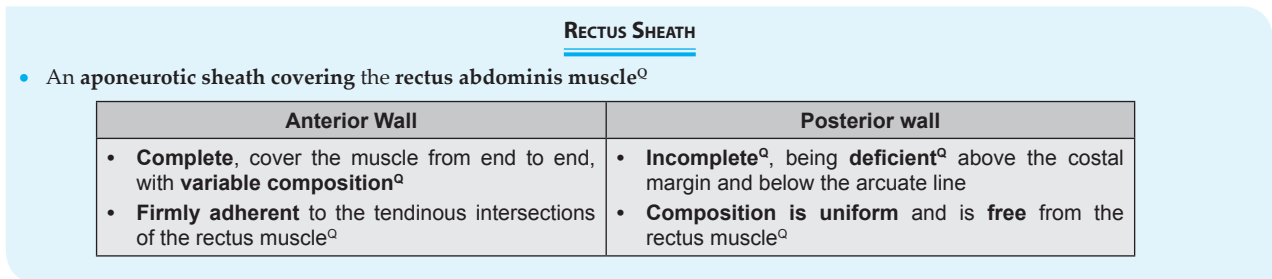 RECTUS SHEATH
• An aponeurotic sheath covering the rectus abdominis muscleQ
Anterior Wall
• Complete, cover the muscle from end to end,
with variable compositionQ
• Firmly adherent to the tendinous intersections
of the rectus muscleQ
Posterior wall
• IncompleteQ, being deficientQ above the costal
margin and below the arcuate line
• Composition is uniform and is free from the
rectus muscleQ